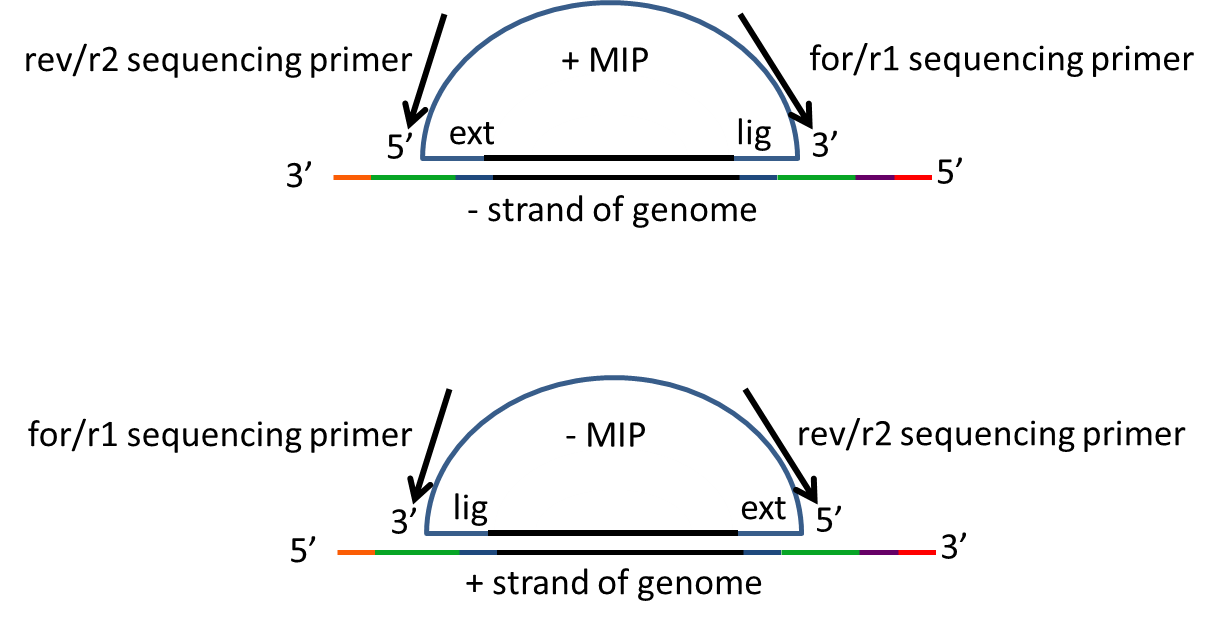 rev/r2 sequencing primer
+ MIP
for/r1 sequencing primer
5’
ext
lig
3’
3’
5’
- strand of genome
for/r1 sequencing primer
- MIP
rev/r2 sequencing primer
3’
lig
ext
5’
5’
3’
+ strand of genome